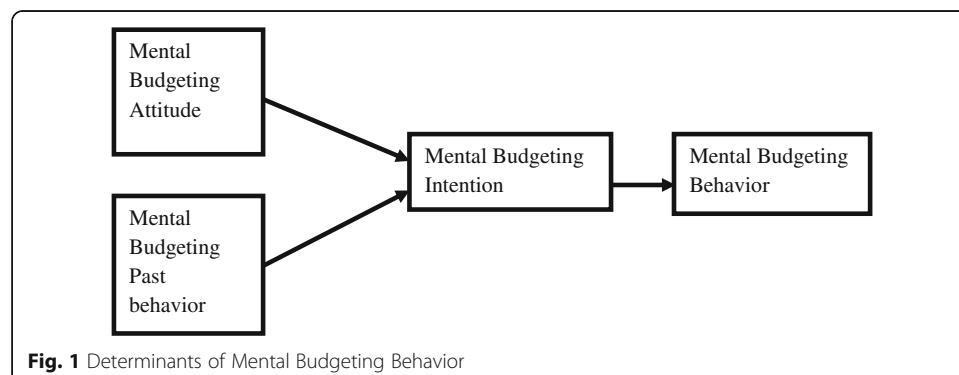 Mental
Budgeting
Attitude
Mental
Budgeting
Past
behavior
Mental Budgeting
Intention
Mental Budgeting
Behavior
Fig. 1 Determinants of Mental Budgeting Behavior